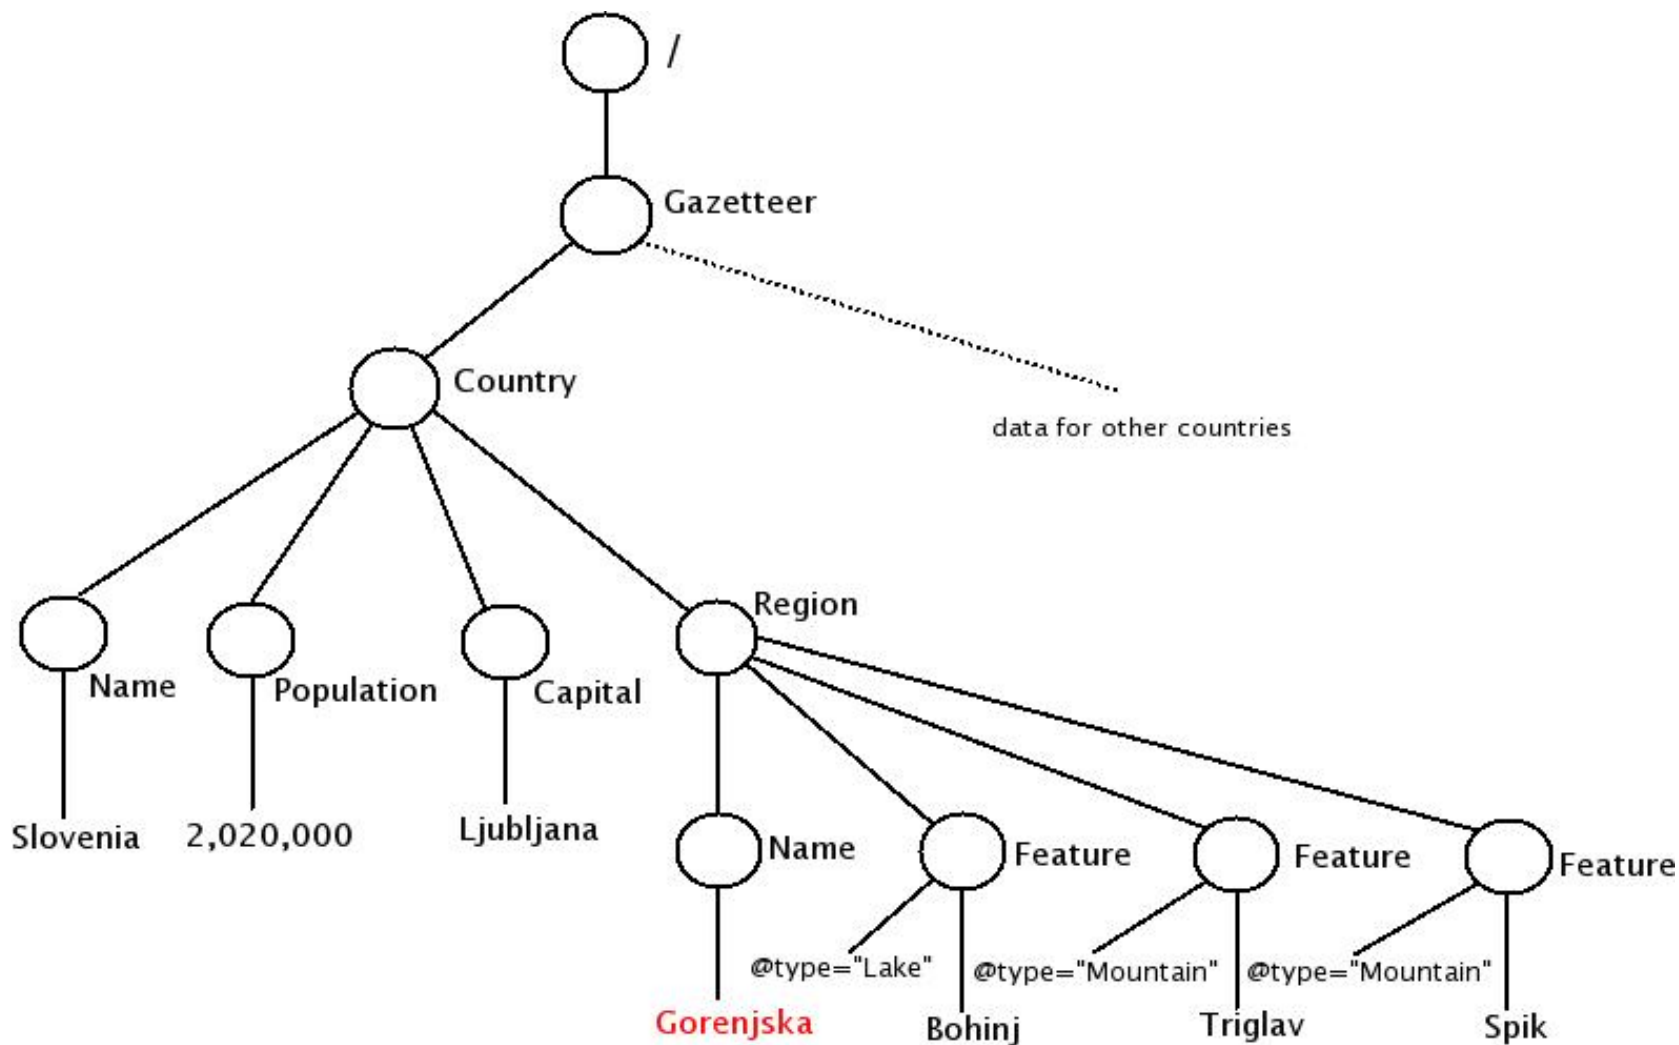 /
Gazetteer
Country
data for other countries
Region
Name
Population
Capital
Slovenia
2,020,000
Ljubljana
Name
Feature
Feature
Feature
@type="Lake"
@type="Mountain"
@type="Mountain"
Gorenjska
Bohinj
Triglav
Spik